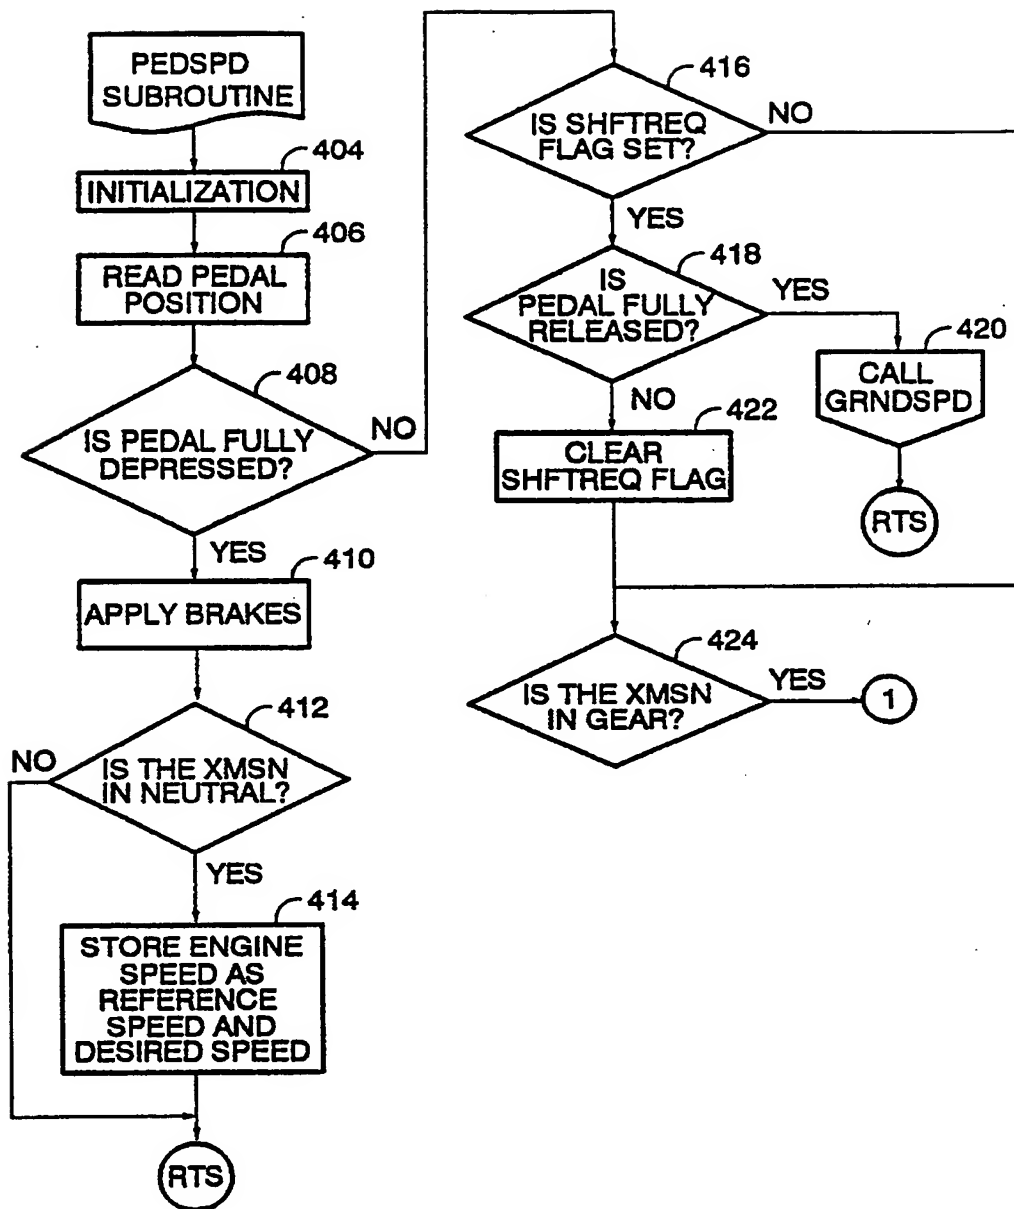 PEDSPD
SUBROUTINE
404
INITIALIZATION
406
READ PEDAL
POSITION
408
IS PEDAL FULLY
DEPRESSED?
NO
YES
410
APPLY BRAKES
412
NO
IS THE XMSN
IN NEUTRAL?
YES
414
STORE ENGINE
SPEED AS
REFERENCE
SPEED AND
DESIRED SPEED
RTS
416
IS SHFTREQ
FLAG SET?
NO
YES
418
IS
PEDAL FULLY
RELEASED?
YES
420
CALL
GRNDSPD
RTS
NO
422
CLEAR
SHFTREQ FLAG
424
IS THE XMSN
IN GEAR?
YES
1